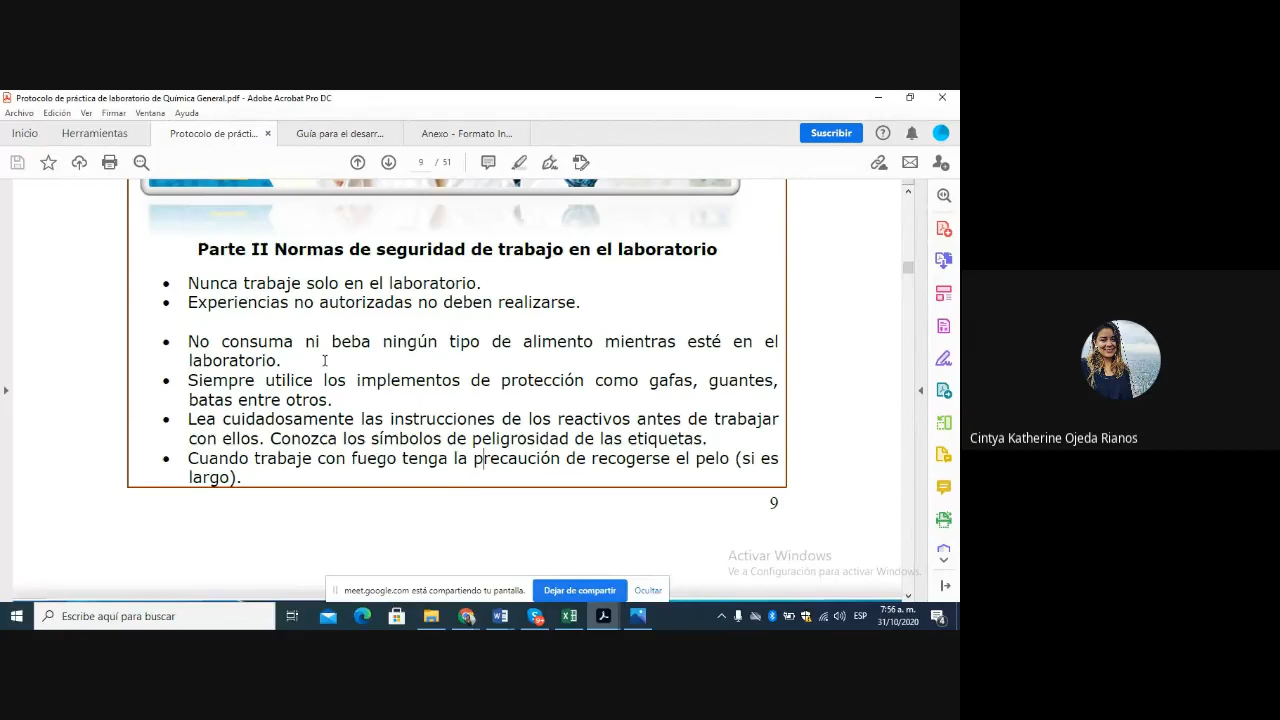 Protocolo de práctica de laboratorio de Química General.pdf - Adobe Acrobat Pro DC
Archivo Edición Ver Firmar Ventana Ayuda
Inicio Herramientas Protocolo de prácti... × Guía para el desarr... Anexo - Formato In... Suscribir
9 / 51
Parte II Normas de seguridad de trabajo en el laboratorio
• Nunca trabaje solo en el laboratorio.
• Experiencias no autorizadas no deben realizarse.
• No consuma ni beba ningún tipo de alimento mientras esté en el
laboratorio.
• Siempre utilice los implementos de protección como gafas, guantes,
batas entre otros.
• Lea cuidadosamente las instrucciones de los reactivos antes de trabajar
con ellos. Conozca los símbolos de peligrosidad de las etiquetas.
• Cuando trabaje con fuego tenga la precaución de recogerse el pelo (si es
largo).
9
Activar Windows
Ve a Configuración para activar Windows.
meet.google.com está compartiendo tu pantalla. Dejar de compartir Ocultar
Escribe aquí para buscar
ESP
7:56 a. m.
31/10/2020
4
Cintya Katherine Ojeda Rianos